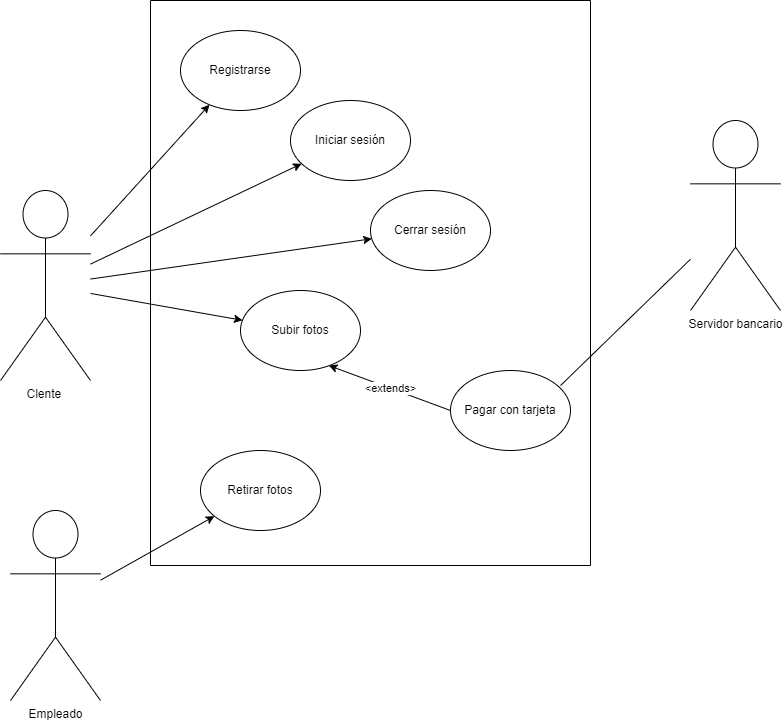 Registrarse
Iniciar sesión
Cerrar sesión
Servidor bancario
Subir fotos
<extends>
Clente
Pagar con tarjeta
Retirar fotos
Empleado